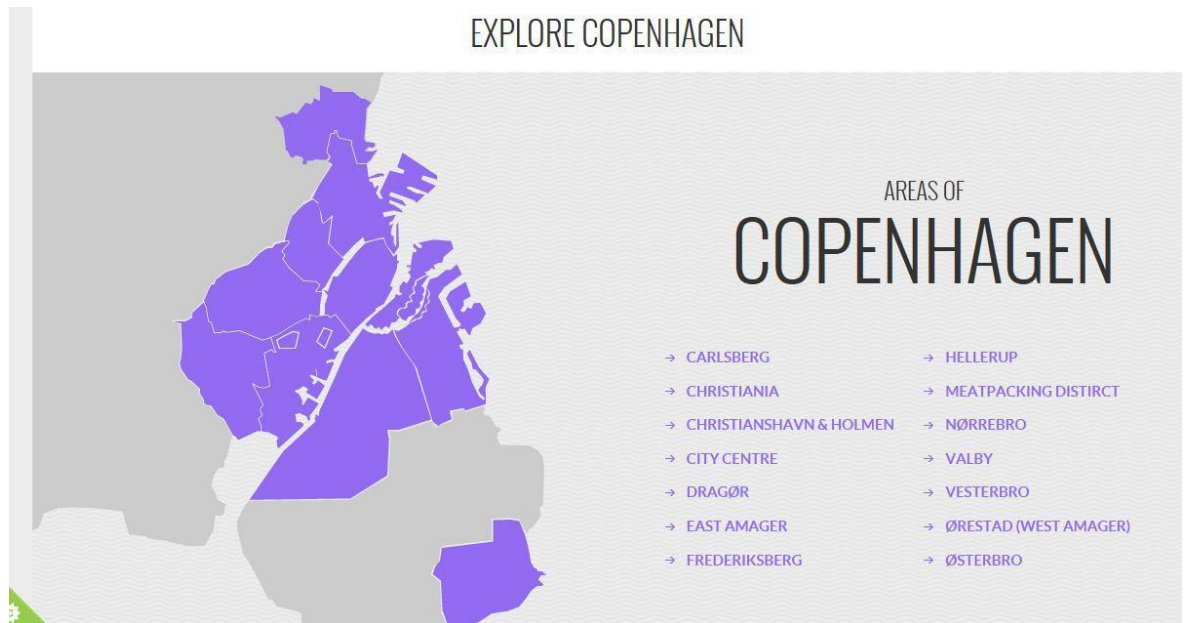 EXPLORE COPENHAGEN
AREAS OF
COPENHAGEN
CARLSBERG
CHRISTIANIA
CHRISTIANSHAVN & HOLMEN
CITY CENTRE
DRAGØR
EAST AMAGER
FREDERIKSBERG
HELLERUP
MEATPACKING DISTIRCT
NØRREBRO
VALBY
VESTERBRO
ØRESTAD (WEST AMAGER)
ØSTERBRO